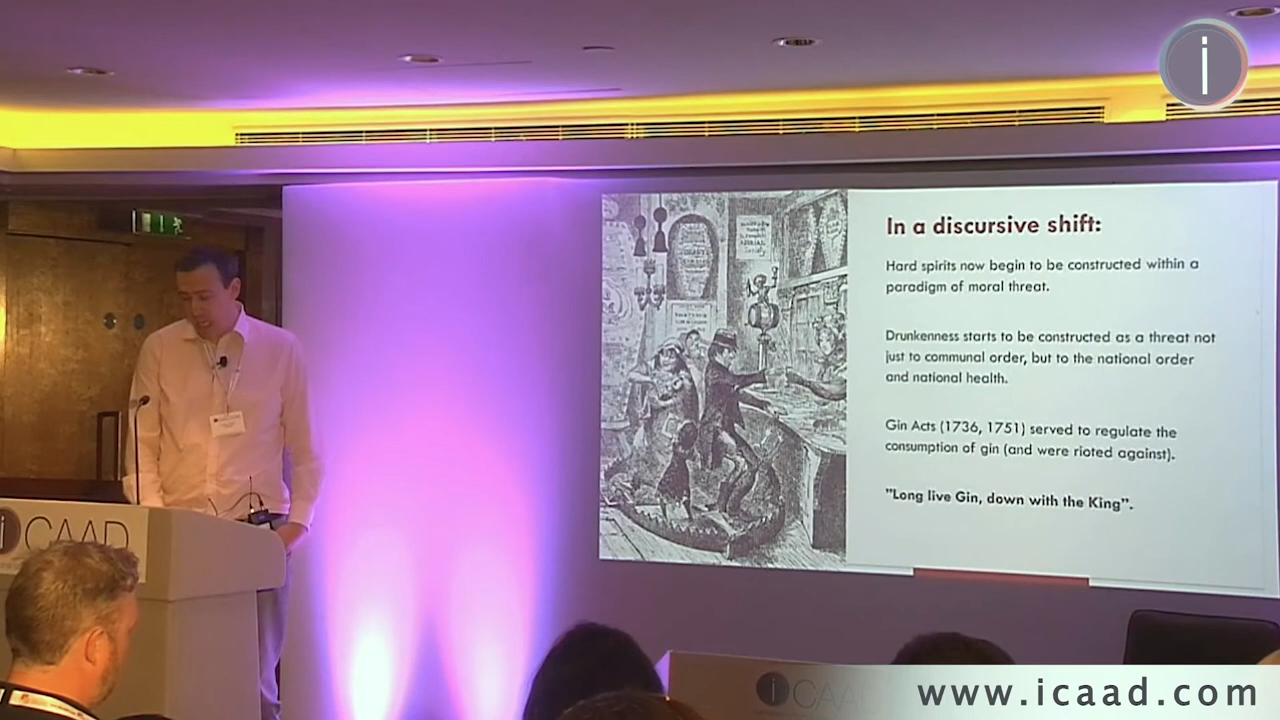 i
In a discursive shift:
Hard spirits now begin to be constructed within a
paradigm of moral threat.
Drunkenness starts to be constructed as a threat not
just to communal order, but to the national order
and national health.
Gin Acts (1736, 1751) served to regulate the
consumption of gin (and were rioted against).
"Long live Gin, down with the King".
iCAAD
iCAAD
www.icaad.com